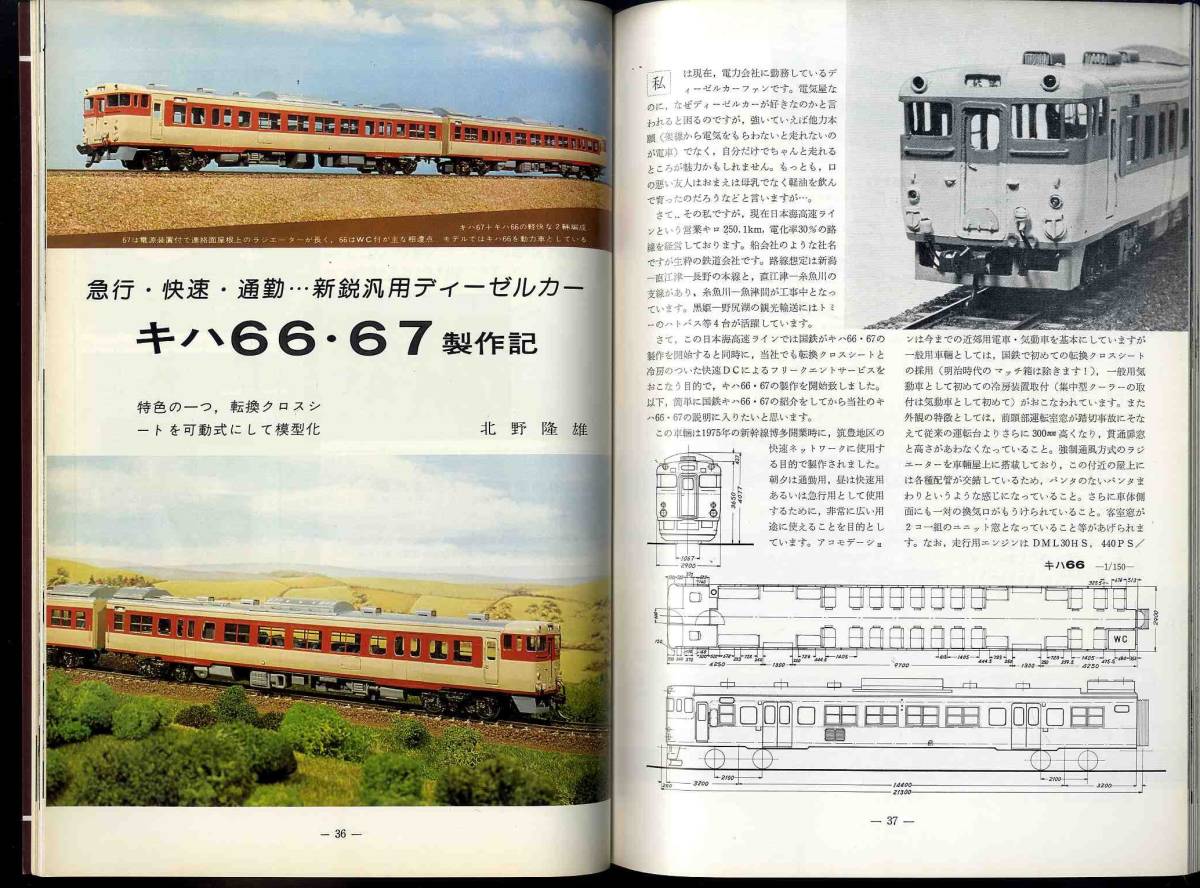 キハ67+キハ66の軽快な2輌編成
67は電源装置付で連絡面屋根上のラジエーターが長く，66はWC付が主な相違点．モデルではキハ66を動力車としている
急行・快速・通勤…新鋭汎用ディーゼルカー
キハ66・67製作記
特色の一つ，転換クロスシ
ートを可動式にして模型化
北野隆雄
— 36 —
私は現在，電力会社に勤務しているデ
ィーゼルカーファンです。電気屋な
のに，なぜディーゼルカーが好きなのかと言
われると困るのですが，強いていえば他力本
願（架線から電気をもらわないと走れないの
が電車）でなく，自分だけでちゃんと走れる
ところが魅力かもしれません。もっとも，口
の悪い友人はおまえは母乳でなく軽油を飲ん
で育ったのだろうなどと言いますが…。
さて‥その私ですが，現在日本海高速ライ
ンという営業キロ250.1km，電化率30%の路
線を経営しております。船会社のような社名
ですが生粋の鉄道会社です。路線想定は新潟
—直江津—長野の本線と，直江津—糸魚川の
支線があり，糸魚川—魚津間が工事中となっ
ています。黒姫—野尻湖の観光輸送にはトミ
ーのハトバス等4台が活躍しています。
さて，この日本海高速ラインでは国鉄がキハ66・67の
製作を開始すると同時に，当社でも転換クロスシートと
冷房のついた快速DCによるフリークエントサービスを
おこなう目的で，キハ66・67の製作を開始致しました。
以下，簡単に国鉄キハ66・67の紹介をしてから当社のキ
ハ66・67の説明に入りたいと思います。
この車輌は1975年の新幹線博多開業時に，筑豊地区の
快速ネットワークに使用す
る目的で製作されました。
朝夕は通勤用，昼は快速用
あるいは急行用として使用
するために，非常に広い用
途に使えることを目的とし
ています。アコモデーショ
ンは今までの近郊用電車・気動車を基本にしていますが
一般用車輌としては，国鉄で初めての転換クロスシート
の採用（明治時代のマッチ箱は除きます！），一般用気
動車として初めての冷房装置取付（集中型クーラーの取
付は気動車として初めて）がおこなわれています。また
外観の特徴としては，前頭部運転室窓が踏切事故にそな
えて従来の運転台よりさらに300㎜高くなり，貫通扉窓
と高さがあわなくなっていること。強制通風方式のラジ
エーターを車輌屋上に搭載しており，この付近の屋上に
は各種配管が交錯しているため，パンタのないパンタま
わりというような感じになっていること。さらに車体側
面にも一対の換気口がもうけられていること。客室窓が
2コ一組のユニット窓となっていること等があげられま
す。なお，走行用エンジンはDML30HS，440PS／
3650
4077
1067
2900
キハ66 —1/150—
WC
2900
4250
1300
9700
1300
4250
2100
2100
3200
14400
3200
21300
— 37 —